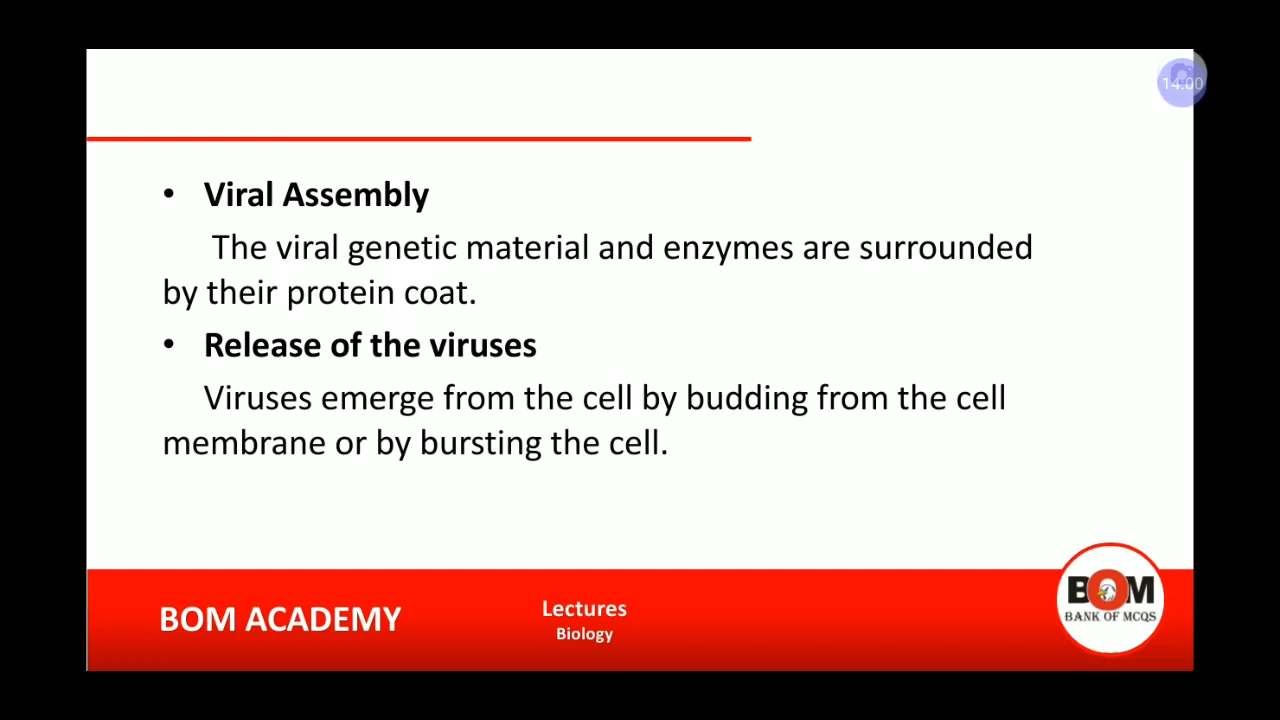 14:00
• Viral Assembly
The viral genetic material and enzymes are surrounded
by their protein coat.
• Release of the viruses
Viruses emerge from the cell by budding from the cell
membrane or by bursting the cell.
BOM ACADEMY
Lectures
Biology
BOM
BANK OF MCQS